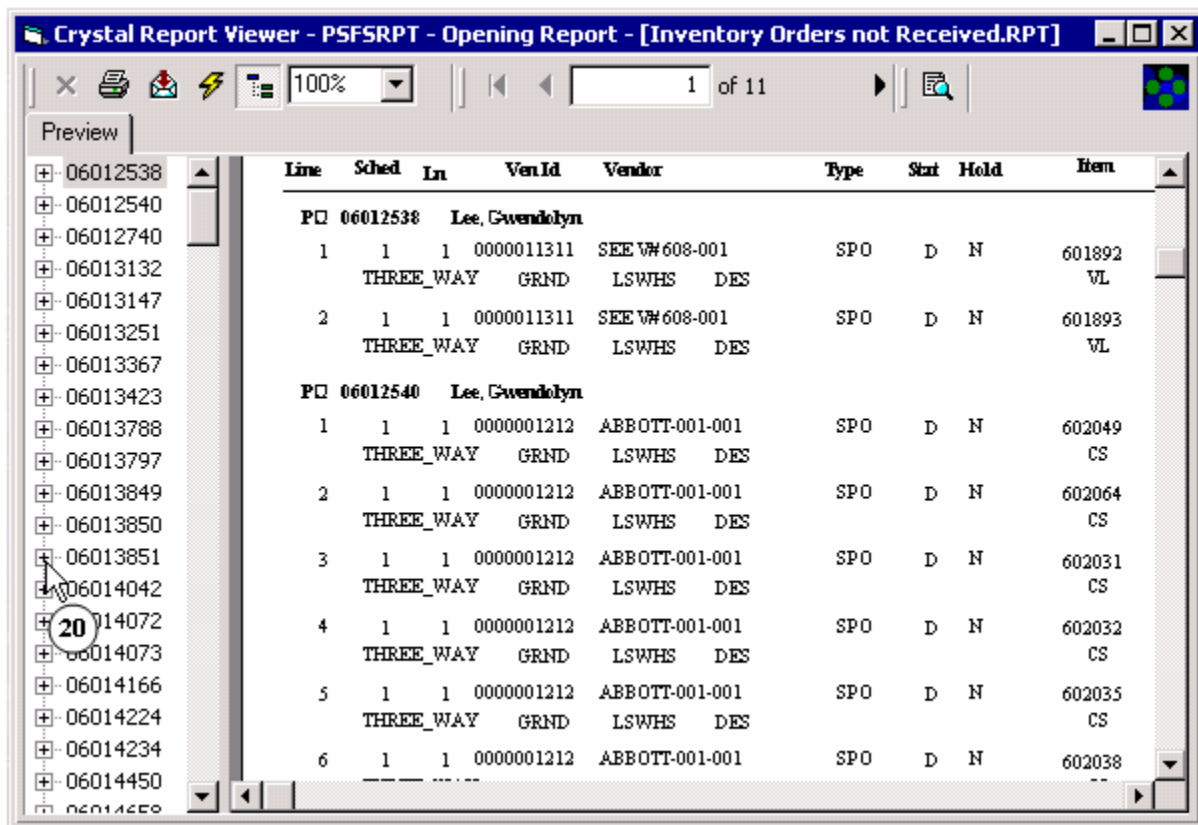 Crystal Report Viewer - PSFSRPT - Opening Report - [Inventory Orders not Received.RPT]
100% 1 of 11
Preview
06012538
06012540
06012740
06013132
06013147
06013251
06013367
06013423
06013788
06013797
06013849
06013850
06013851
06014042
14072
06014073
06014166
06014224
06014234
06014450
06014658
20
Line Sched Ln Ven Id Vendor Type Stat Hold Item
PO 06012538 Lee, Gwendolyn
1 1 1 0000011311 SEE V# 608-001 SPO D N 601892
THREE_WAY GRND LSWHS DES VL
2 1 1 0000011311 SEE V# 608-001 SPO D N 601893
THREE_WAY GRND LSWHS DES VL
PO 06012540 Lee, Gwendolyn
1 1 1 0000001212 ABBOTT-001-001 SPO D N 602049
THREE_WAY GRND LSWHS DES CS
2 1 1 0000001212 ABBOTT-001-001 SPO D N 602064
THREE_WAY GRND LSWHS DES CS
3 1 1 0000001212 ABBOTT-001-001 SPO D N 602031
THREE_WAY GRND LSWHS DES CS
4 1 1 0000001212 ABBOTT-001-001 SPO D N 602032
THREE_WAY GRND LSWHS DES CS
5 1 1 0000001212 ABBOTT-001-001 SPO D N 602035
THREE_WAY GRND LSWHS DES CS
6 1 1 0000001212 ABBOTT-001-001 SPO D N 602038